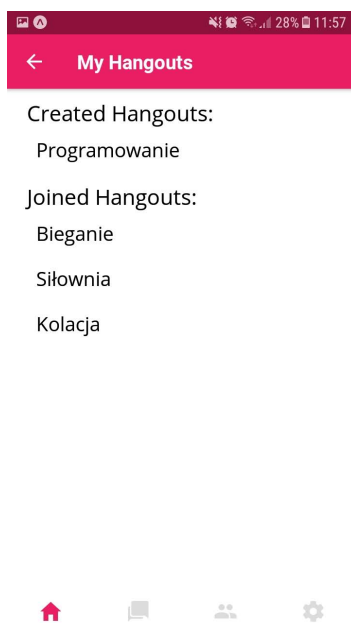 28% 11:57
My Hangouts
Created Hangouts:
Programowanie
Joined Hangouts:
Bieganie
Siłownia
Kolacja